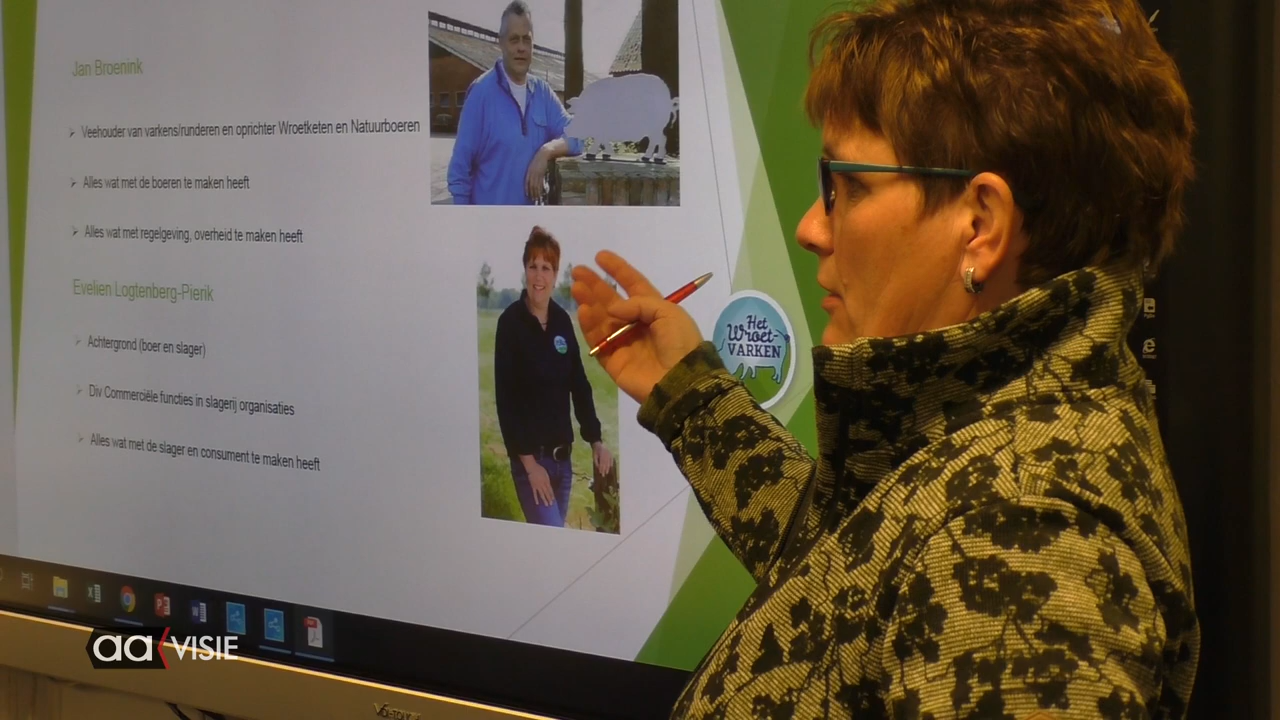 Jan Broenink
Veehouder van varkens/runderen en oprichter Wroetketen en Natuurboeren
Alles wat met de boeren te maken heeft
Alles wat met regelgeving, overheid te maken heeft
Evelien Logtenberg-Pienk
Achtergrond (boer en slager)
Div Commerciële functies in slagerij organisaties
Alles wat met de slager en consument te maken heeft
Het
Wroet-
VARKEN
aa VISIE